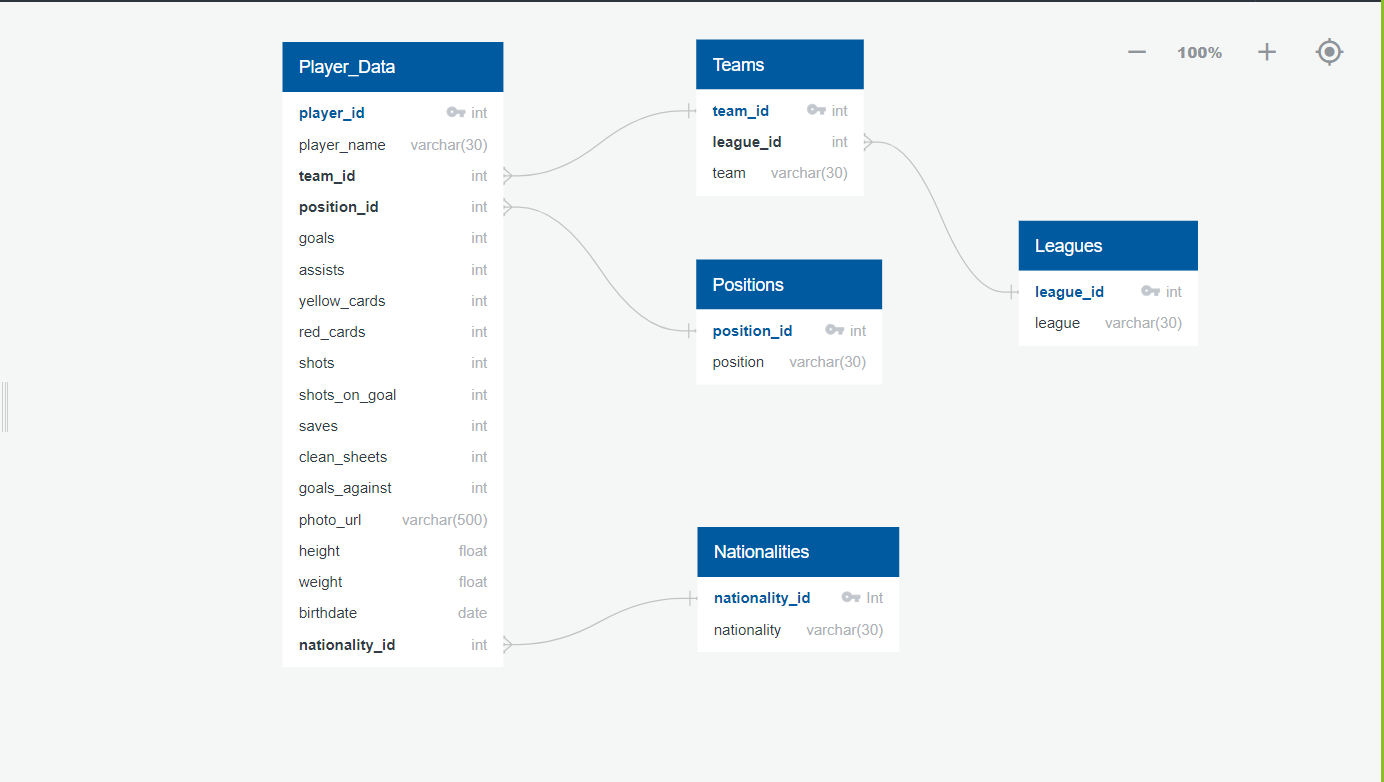 100%
Player_Data
player_id int
player_name varchar(30)
team_id int
position_id int
goals int
assists int
yellow_cards int
red_cards int
shots int
shots_on_goal int
saves int
clean_sheets int
goals_against int
photo_url varchar(500)
height float
weight float
birthdate date
nationality_id int
Teams
team_id int
league_id int
team varchar(30)
Positions
position_id int
position varchar(30)
Leagues
league_id int
league varchar(30)
Nationalities
nationality_id Int
nationality varchar(30)